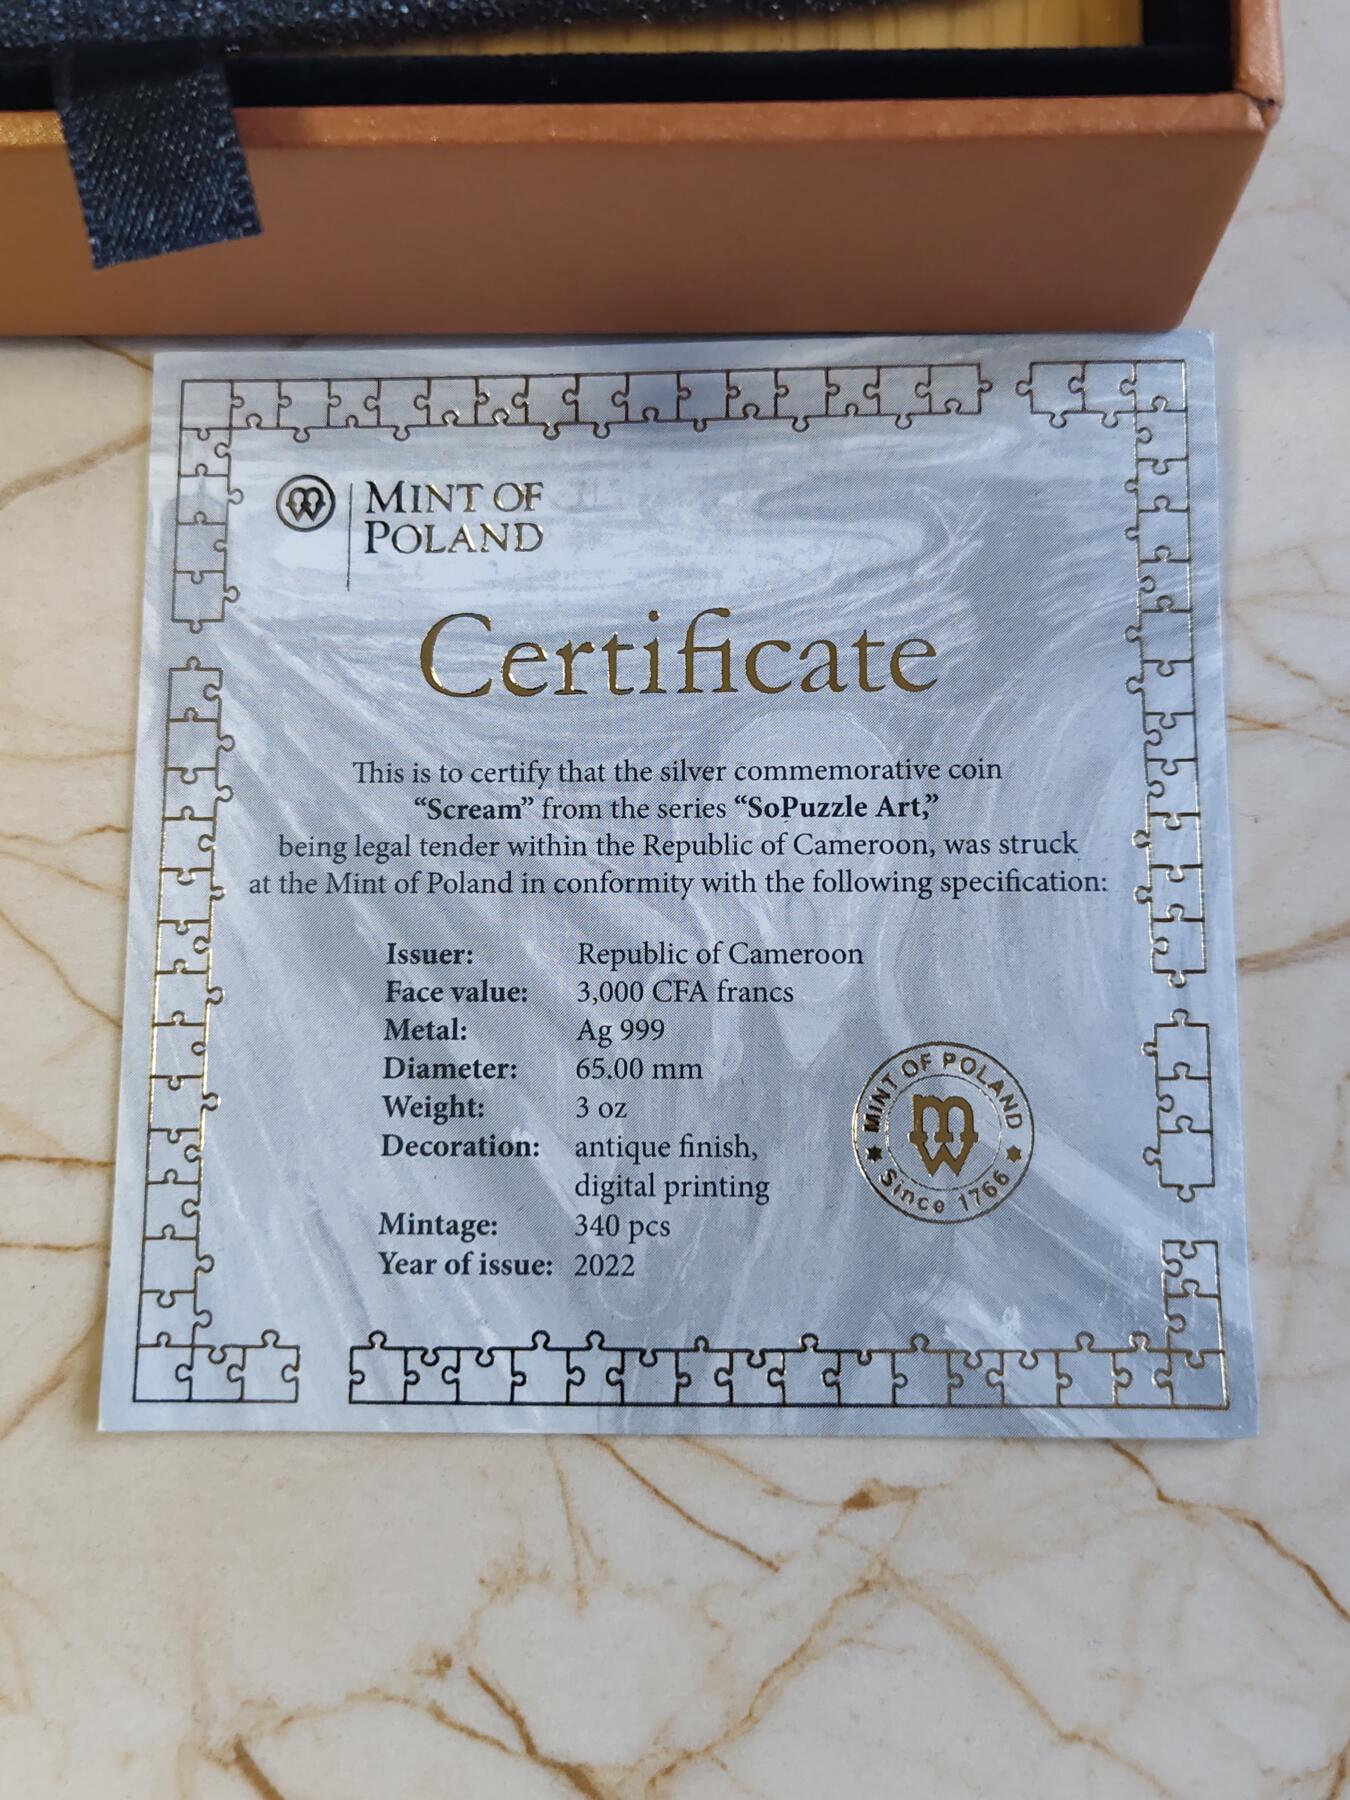 MINT OF
POLAND
Certificate
This is to certify that the silver commemorative coin
“Scream” from the series “SoPuzzle Art,”
being legal tender within the Republic of Cameroon, was struck
at the Mint of Poland in conformity with the following specification:
Issuer: Republic of Cameroon
Face value: 3,000 CFA francs
Metal: Ag 999
Diameter: 65.00 mm
Weight: 3 oz
Decoration: antique finish,
digital printing
Mintage: 340 pcs
Year of issue: 2022
MINT OF POLAND
Since 1766